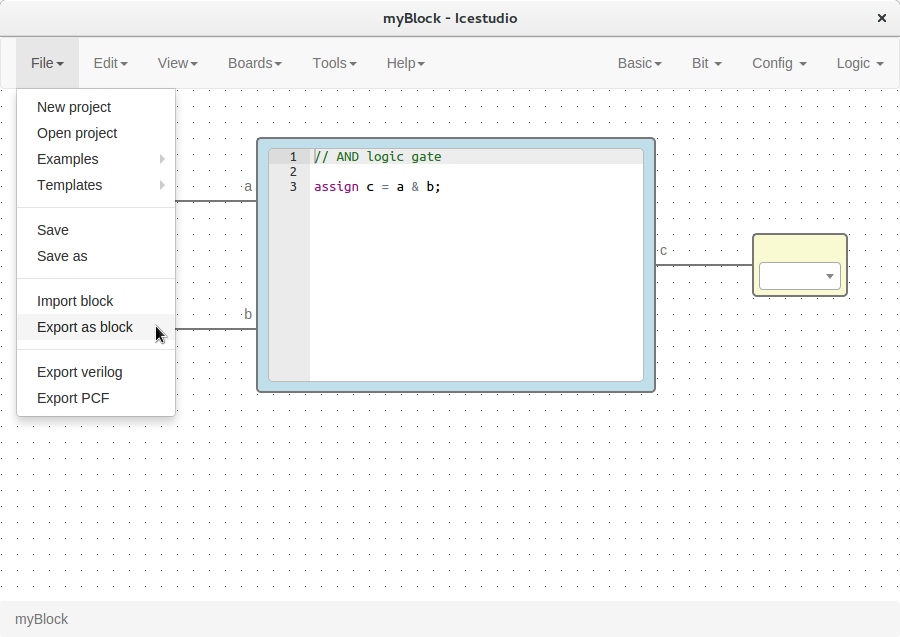 myBlock - Icestudio
File Edit View Boards Tools Help Basic Bit Config Logic
New project
Open project
Examples
Templates
Save
Save as
Import block
Export as block
Export verilog
Export PCF
a
b
1 // AND logic gate
2
3 assign c = a & b;
c
myBlock